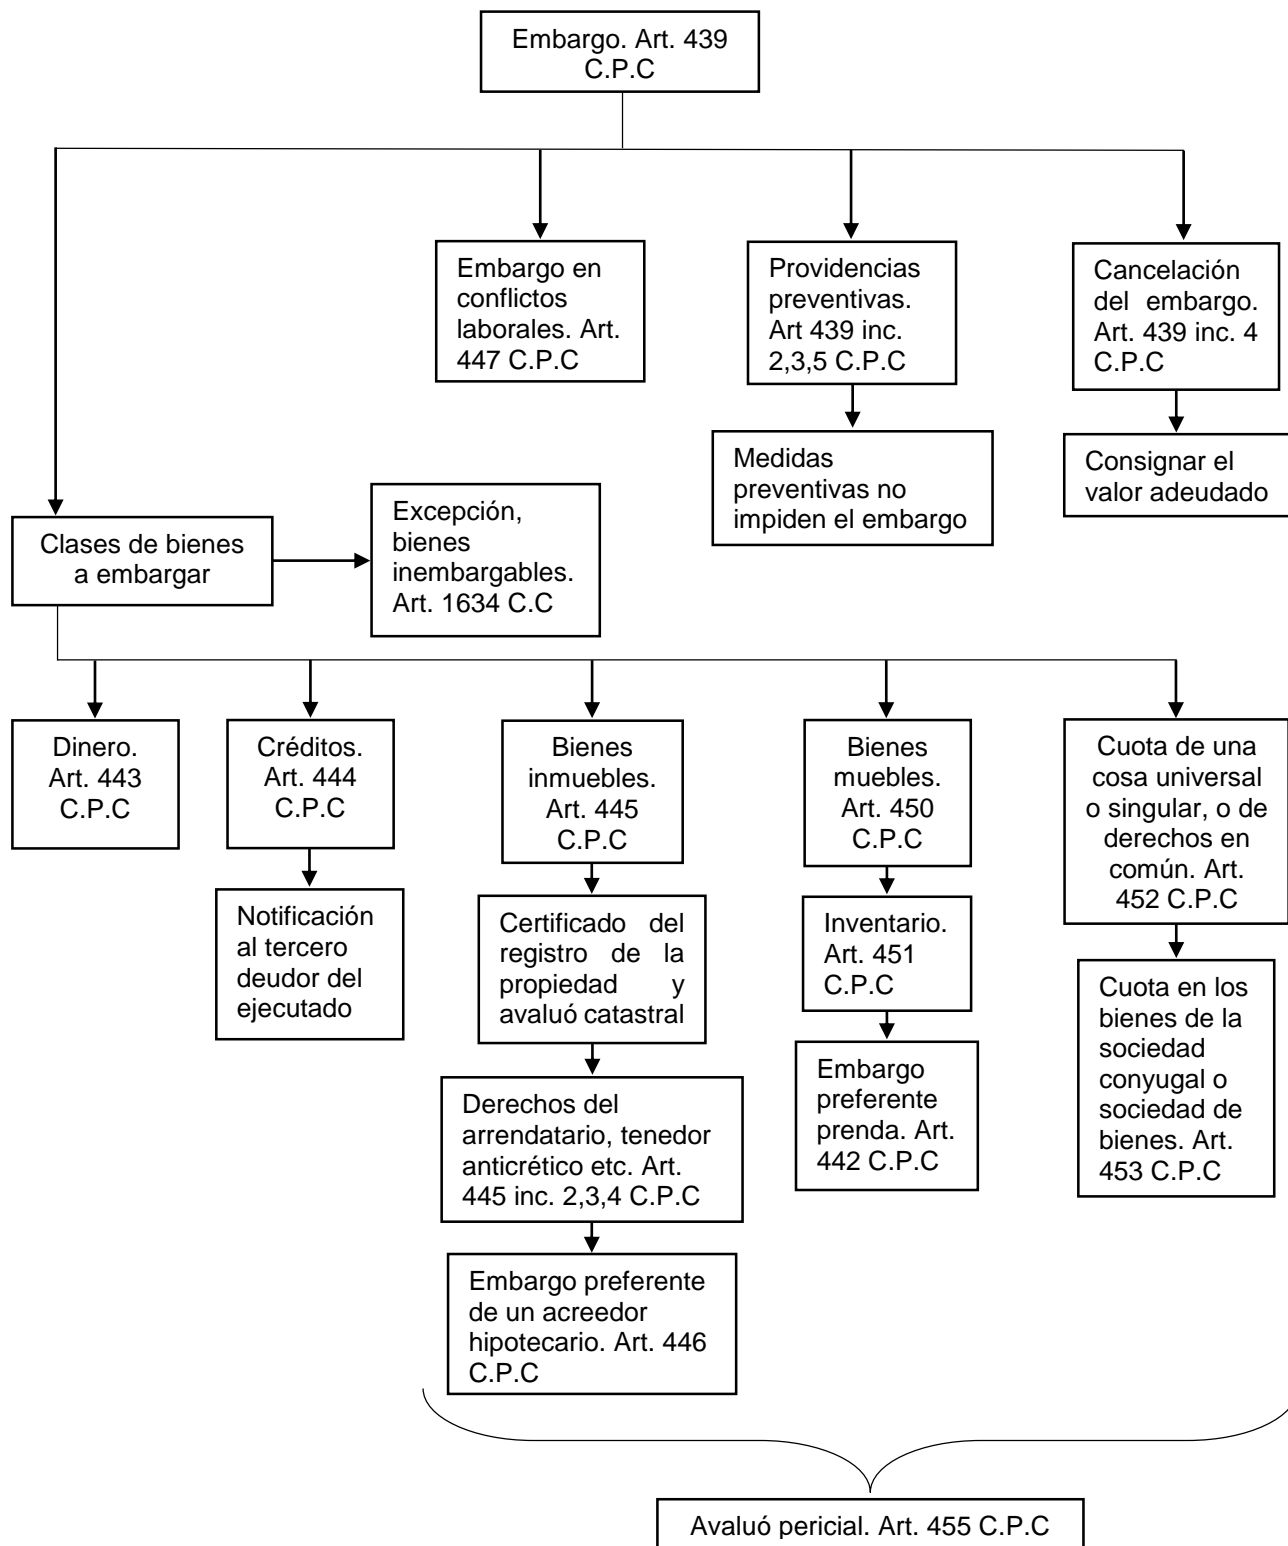 Embargo. Art. 439
C.P.C
Embargo en
conflictos
laborales. Art.
447 C.P.C
Providencias
preventivas.
Art 439 inc.
2,3,5 C.P.C
Cancelación
del embargo.
Art. 439 inc. 4
C.P.C
Medidas
preventivas no
impiden el embargo
Consignar el
valor adeudado
Clases de bienes
a embargar
Excepción,
bienes
inembargables.
Art. 1634 C.C
Dinero.
Art. 443
C.P.C
Créditos.
Art. 444
C.P.C
Bienes
inmuebles.
Art. 445
C.P.C
Bienes
muebles.
Art. 450
C.P.C
Cuota de una
cosa universal
o singular, o de
derechos en
común. Art.
452 C.P.C
Notificación
al tercero
deudor del
ejecutado
Certificado del
registro de la
propiedad y
avaluó catastral
Inventario.
Art. 451
C.P.C
Cuota en los
bienes de la
sociedad
conyugal o
sociedad de
bienes. Art.
453 C.P.C
Derechos del
arrendatario, tenedor
anticrético etc. Art.
445 inc. 2,3,4 C.P.C
Embargo
preferente
prenda. Art.
442 C.P.C
Embargo preferente
de un acreedor
hipotecario. Art. 446
C.P.C
Avaluó pericial. Art. 455 C.P.C